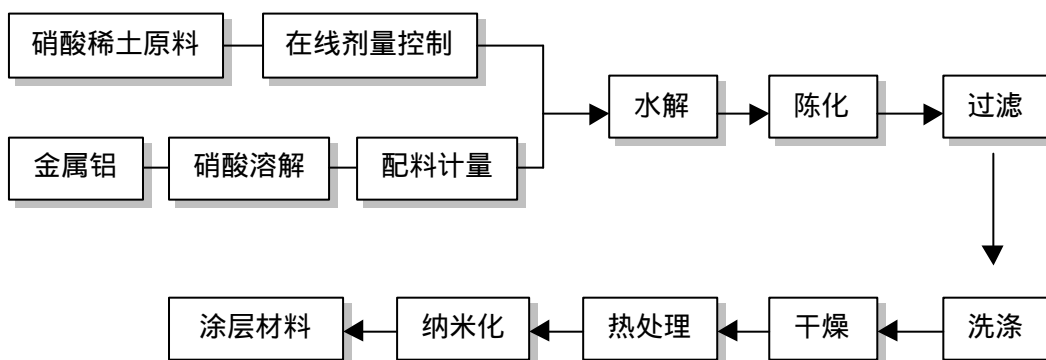 硝酸稀土原料
在线剂量控制
水解
陈化
过滤
金属铝
硝酸溶解
配料计量
涂层材料
纳米化
热处理
干燥
洗涤